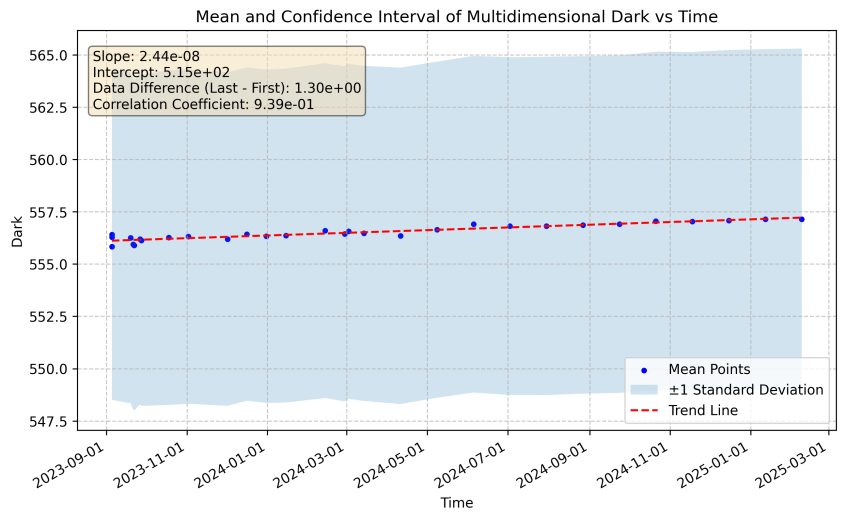 Mean and Confidence Interval of Multidimensional Dark vs Time
Slope: 2.44e-08
Intercept: 5.15e+02
Data Difference (Last - First): 1.30e+00
Correlation Coefficient: 9.39e-01
565.0
562.5
560.0
557.5
555.0
552.5
550.0
547.5
Dark
Mean Points
±1 Standard Deviation
Trend Line
2023-09-01
2023-11-01
2024-01-01
2024-03-01
2024-05-01
2024-07-01
2024-09-01
2024-11-01
2025-01-01
2025-03-01
Time